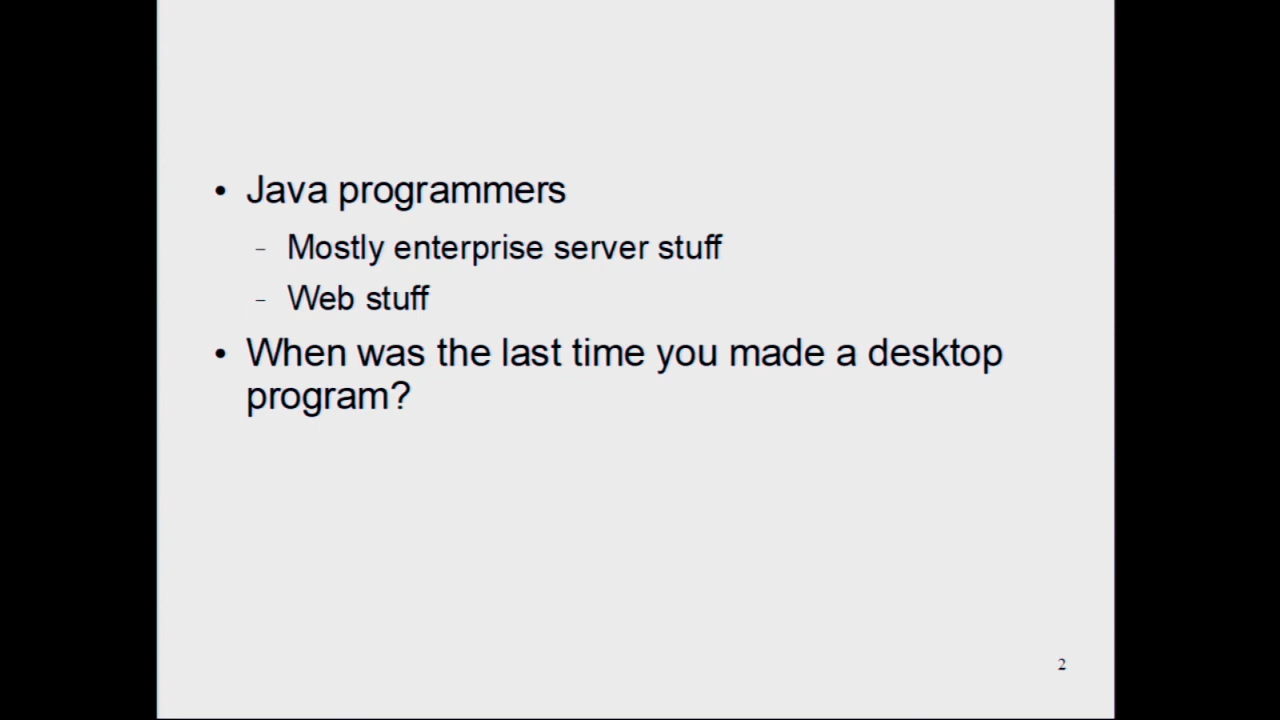 • Java programmers
– Mostly enterprise server stuff
– Web stuff
• When was the last time you made a desktop
program?
2